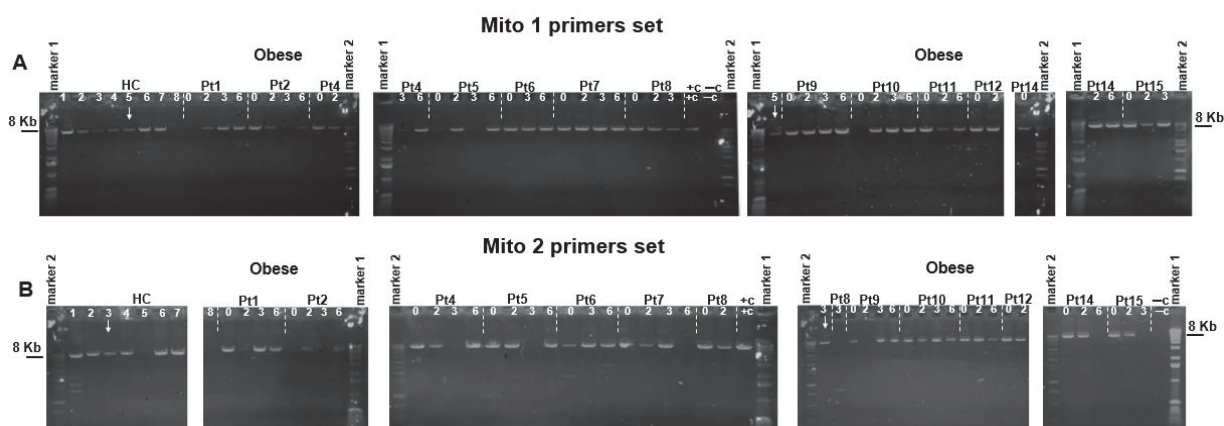 Mito 1 primers set
A
marker 1
HC
Obese
Pt1 Pt2 Pt4
marker 2
1 2 3 4 5 6 7 8 0 2 3 6 0 2 3 6 0 2
8 Kb
Pt4 Pt5 Pt6 Pt7 Pt8 +c –c
marker 2
3 6 0 2 3 6 0 2 3 6 0 2 3 6 0 2 3 +c –c
marker 1
Obese
Pt9 Pt10 Pt11 Pt12
5 0 2 3 6 0 2 3 6 0 2 6 0 2
Pt14
marker 2
0
marker 1
Pt14 Pt15
marker 2
2 6 0 2 3
8 Kb
Mito 2 primers set
B
marker 2
HC
1 2 3 4 5 6 7
8 Kb
Obese
Pt1 Pt2
marker 1
8 0 2 3 6 0 2 3 6
marker 2
Pt4 Pt5 Pt6 Pt7 Pt8 +c
marker 1
0 2 3 6 0 2 3 6 0 2 3 6 0 2 3 6 0 2 +c
marker 2
Obese
Pt8 Pt9 Pt10 Pt11 Pt12
3 3 6 0 2 3 6 0 2 3 6 0 2 6 0 2
Pt14 Pt15 –c
marker 1
0 2 6 0 2 3 –c
8 Kb